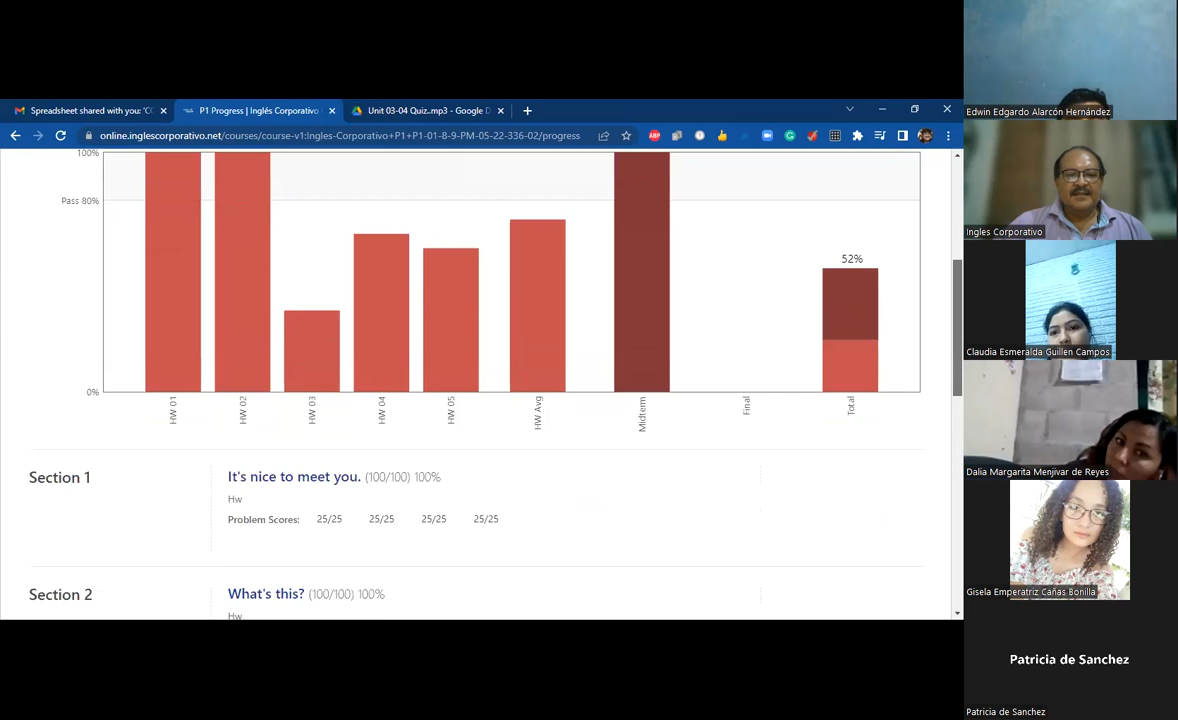 Spreadsheet shared with you: 'CC
P1 Progress | Inglés Corporativo
Unit 03-04 Quiz..mp3 - Google D
online.inglescorporativo.net/courses/course-v1:Ingles-Corporativo+P1+P1-01-8-9-PM-05-22-336-02/progress
100%
Pass 80%
0%
52%
HW 01
HW 02
HW 03
HW 04
HW 05
HW Avg
Midterm
Final
Total
Section 1
It's nice to meet you. (100/100) 100%
Hw
Problem Scores: 25/25 25/25 25/25 25/25
Section 2
What's this? (100/100) 100%
Hw
Edwin Edgardo Alarcón Hernández
Ingles Corporativo
Claudia Esmeralda Guillen Campos
Dalia Margarita Menjivar de Reyes
Gisela Emperatriz Cañas Bonilla
Patricia de Sanchez
Patricia de Sanchez